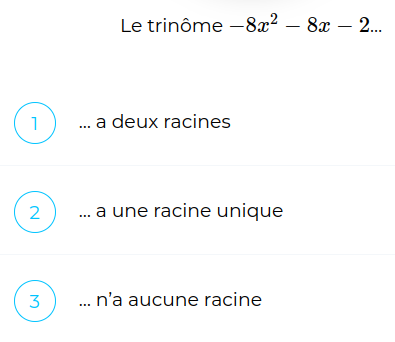 Le trinôme −8x² − 8x − 2...
1 ... a deux racines
2 ... a une racine unique
3 ... n'a aucune racine